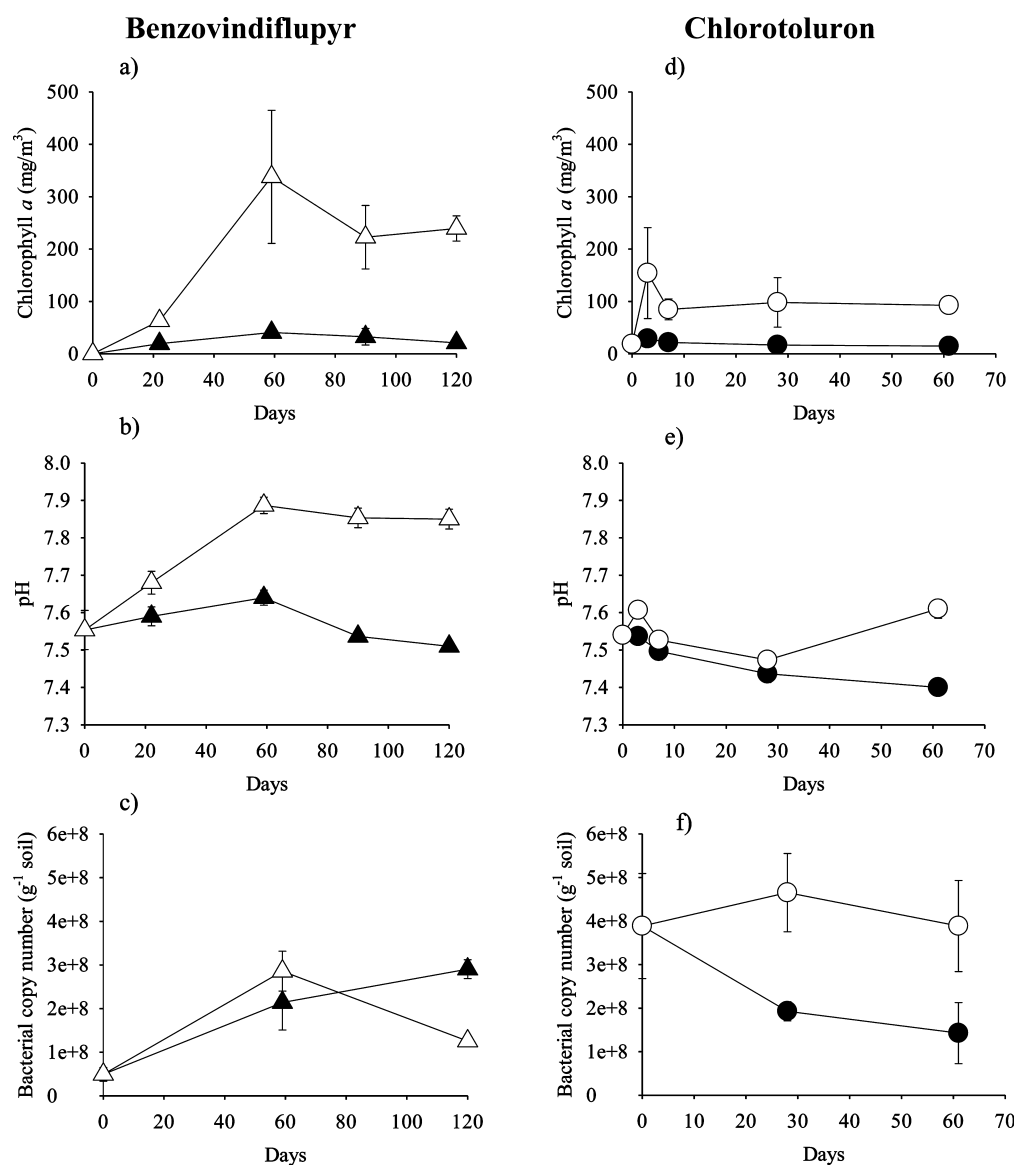 Benzovindiflupyr
Chlorotoluron
a)
500
400
300
200
100
0
Chlorophyll a (mg/m³)
0 20 40 60 80 100 120
Days
d)
500
400
300
200
100
0
Chlorophyll a (mg/m³)
0 10 20 30 40 50 60 70
Days
b)
8.0
7.9
7.8
7.7
7.6
7.5
7.4
7.3
pH
0 20 40 60 80 100 120
Days
e)
8.0
7.9
7.8
7.7
7.6
7.5
7.4
7.3
pH
0 10 20 30 40 50 60 70
Days
c)
6e+8
5e+8
4e+8
3e+8
2e+8
1e+8
0
Bacterial copy number (g⁻¹ soil)
0 20 40 60 80 100 120
Days
f)
6e+8
5e+8
4e+8
3e+8
2e+8
1e+8
0
Bacterial copy number (g⁻¹ soil)
0 10 20 30 40 50 60 70
Days